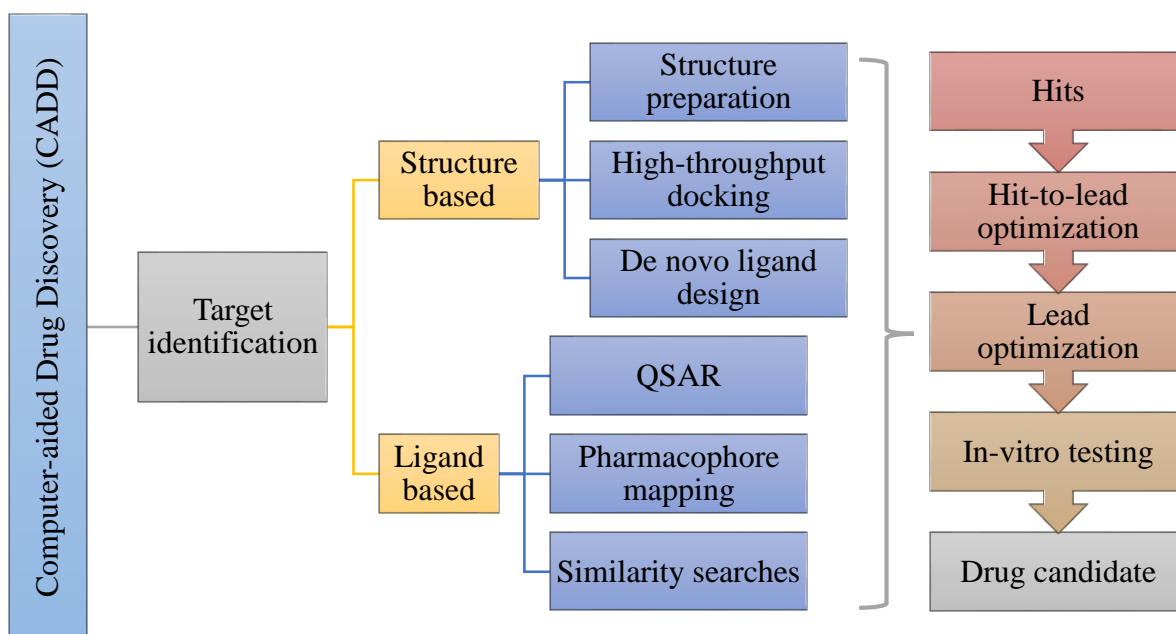 Computer-aided Drug Discovery (CADD)
Target
identification
Structure
based
Structure
preparation
High-throughput
docking
De novo ligand
design
Ligand
based
QSAR
Pharmacophore
mapping
Similarity searches
Hits
Hit-to-lead
optimization
Lead
optimization
In-vitro testing
Drug candidate